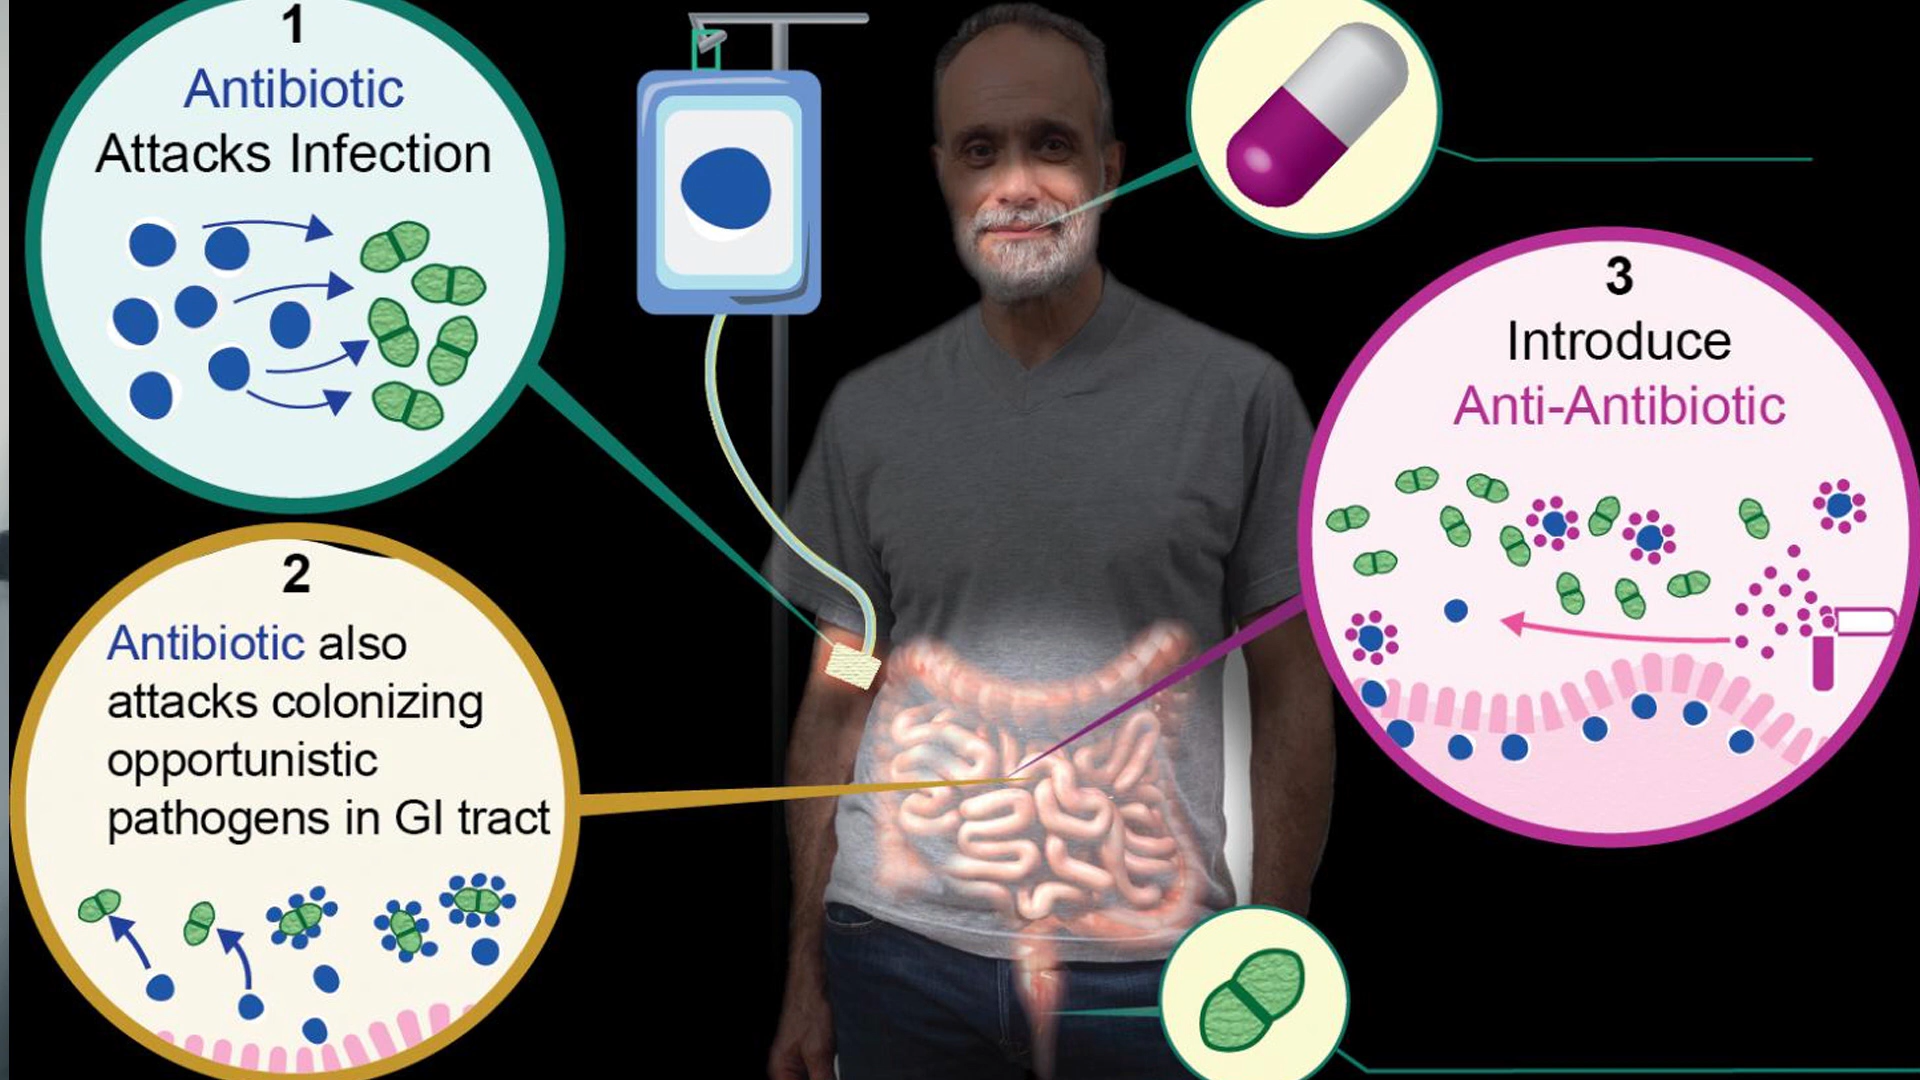 1
Antibiotic
Attacks Infection
2
Antibiotic also
attacks colonizing
opportunistic
pathogens in GI tract
3
Introduce
Anti-Antibiotic